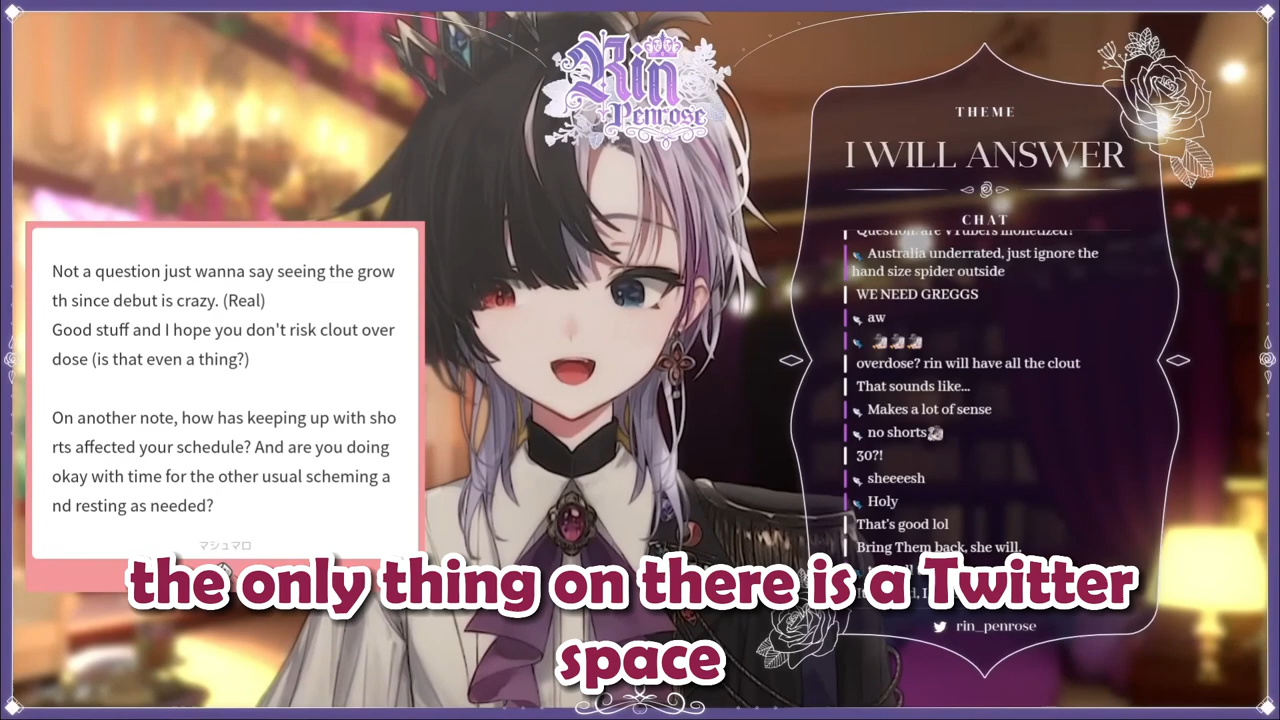 Rin
Penrose
THEME
I WILL ANSWER
CHAT
Question: are VTubers monetized?
Australia underrated, just ignore the
hand size spider outside
WE NEED GREGGS
aw
overdose? rin will have all the clout
That sounds like...
Makes a lot of sense
no shorts
30?!
sheeeesh
Holy
That's good lol
Bring Them back, she will.
rin_penrose
Not a question just wanna say seeing the grow
th since debut is crazy. (Real)
Good stuff and I hope you don't risk clout over
dose (is that even a thing?)
On another note, how has keeping up with sho
rts affected your schedule? And are you doing
okay with time for the other usual scheming a
nd resting as needed?
マシュマロ
the only thing on there is a Twitter
space